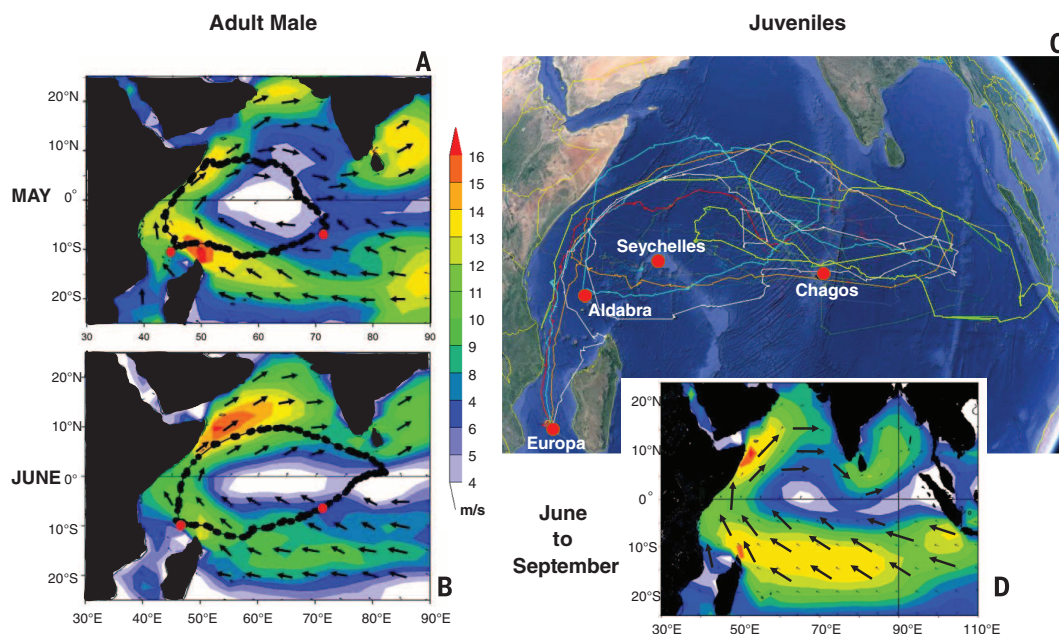 Adult Male
Juveniles
A
C
20°N
10°N
0°
10°S
20°S
MAY
30
40
50
60
70
80
90
16
15
14
13
12
11
10
9
8
6
6
5
4
m/s
20°N
10°N
0°
10°S
20°S
JUNE
B
30°E
40°E
50°E
60°E
70°E
80°E
90°E
Seychelles
Chagos
Aldabra
Europa
June
to
September
20°N
10°N
0°
10°S
20°S
D
30°E
50°E
70°E
90°E
110°E